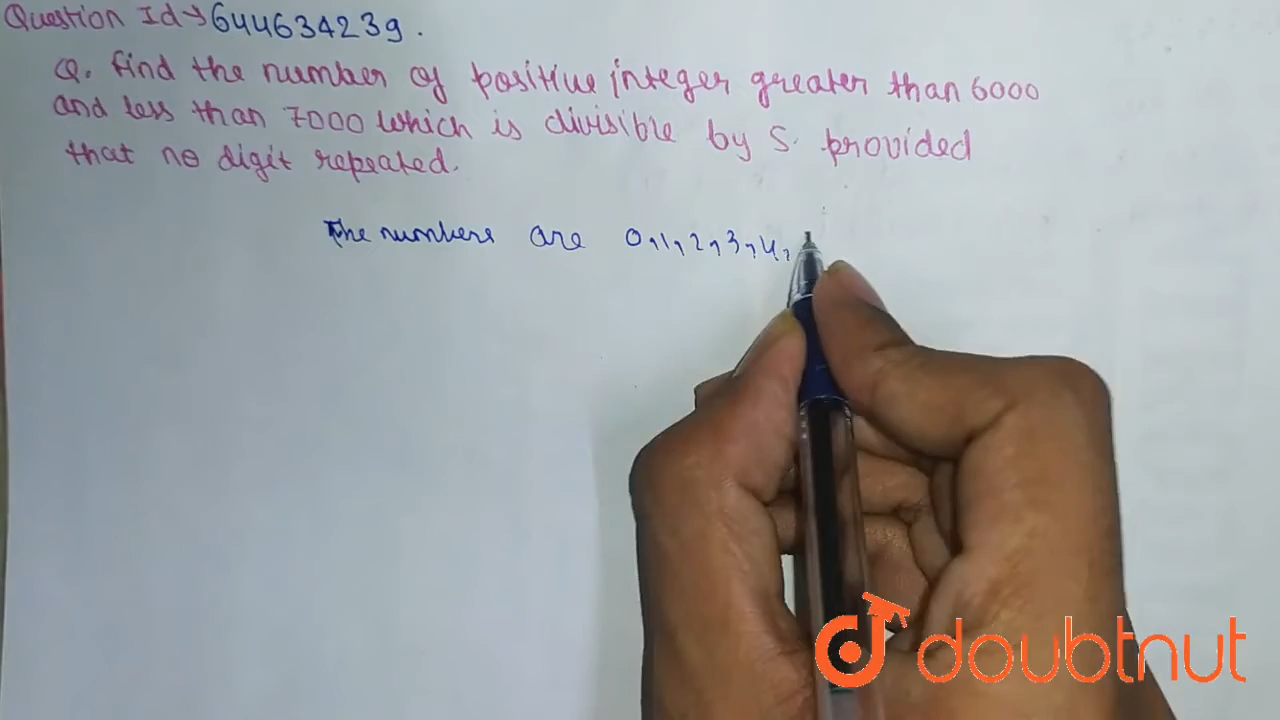 Question Id → 644634239.
Q. find the number of positive integer greater than 6000
and less than 7000 which is divisible by 5. provided
that no digit repeated.
The numbers are 0, 1, 2, 3, 4,
doubtnut